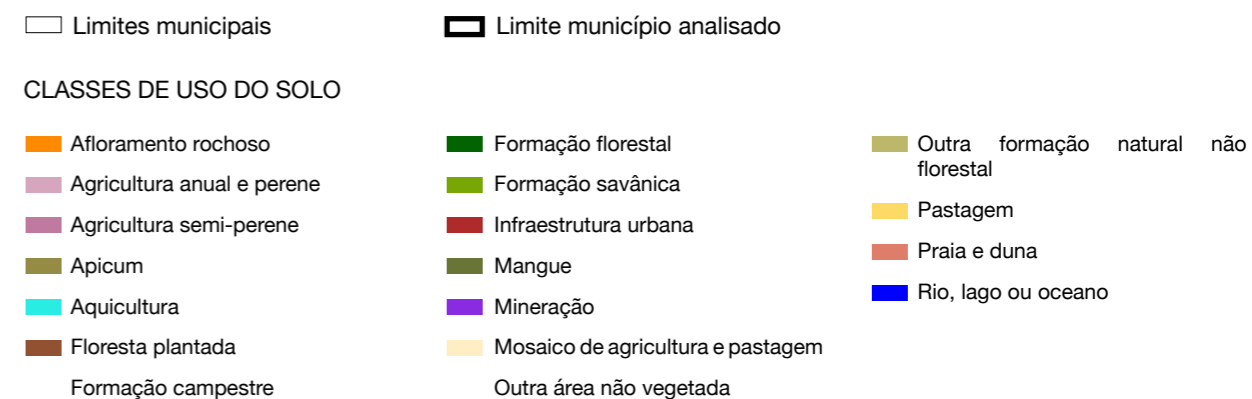 Limites municipais
Limite município analisado
CLASSES DE USO DO SOLO
Afloramento rochoso
Agricultura anual e perene
Agricultura semi-perene
Apicum
Aquicultura
Floresta plantada
Formação campestre
Formação florestal
Formação savânica
Infraestrutura urbana
Mangue
Mineração
Mosaico de agricultura e pastagem
Outra área não vegetada
Outra formação natural não
florestal
Pastagem
Praia e duna
Rio, lago ou oceano